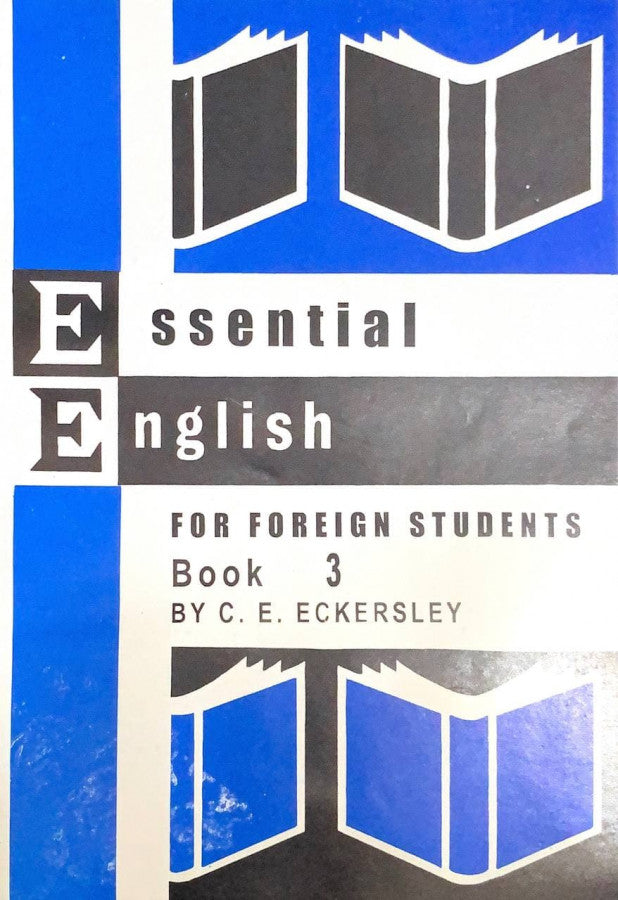 Essential
English
FOR FOREIGN STUDENTS
Book 3
BY C. E. ECKERSLEY